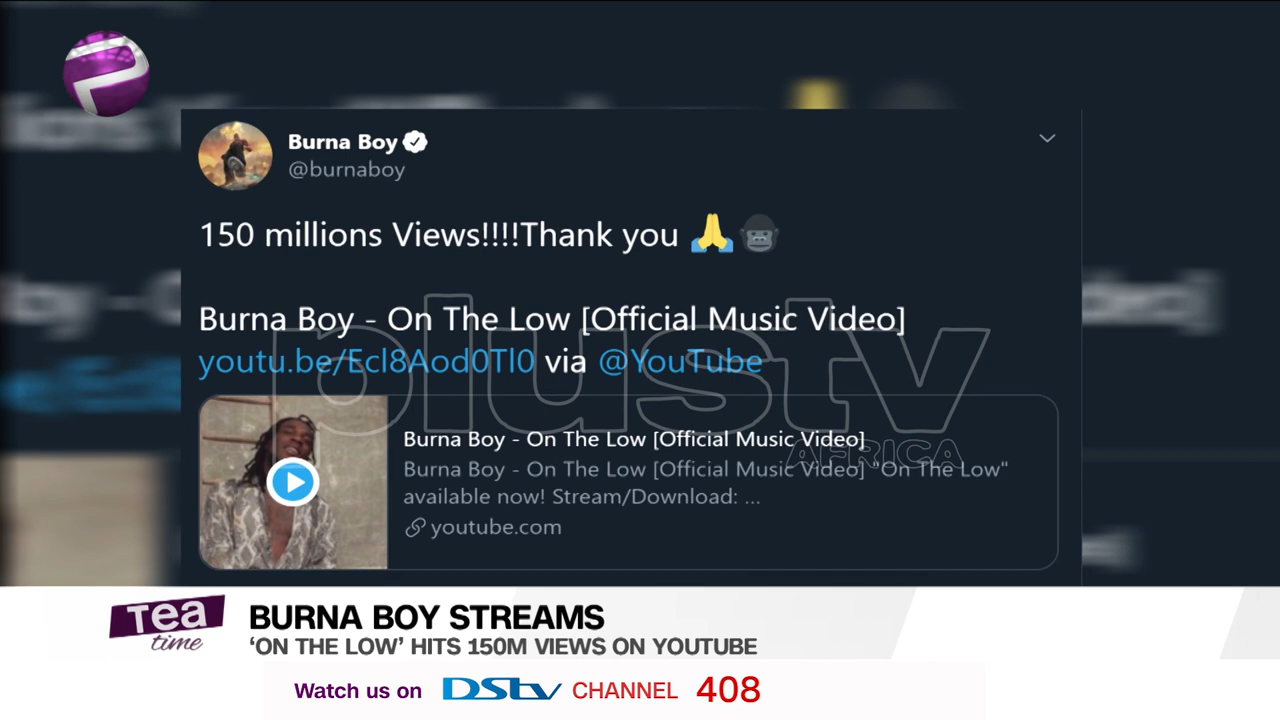 Burna Boy
@burnaboy
150 millions Views!!!!Thank you 🙏🦍
Burna Boy - On The Low [Official Music Video]
youtu.be/Ecl8Aod0Tl0 via @YouTube
plustv
AFRICA
Burna Boy - On The Low [Official Music Video]
Burna Boy - On The Low [Official Music Video] "On The Low"
available now! Stream/Download: ...
youtube.com
Tea
time
BURNA BOY STREAMS
‘ON THE LOW’ HITS 150M VIEWS ON YOUTUBE
Watch us on DStv CHANNEL 408